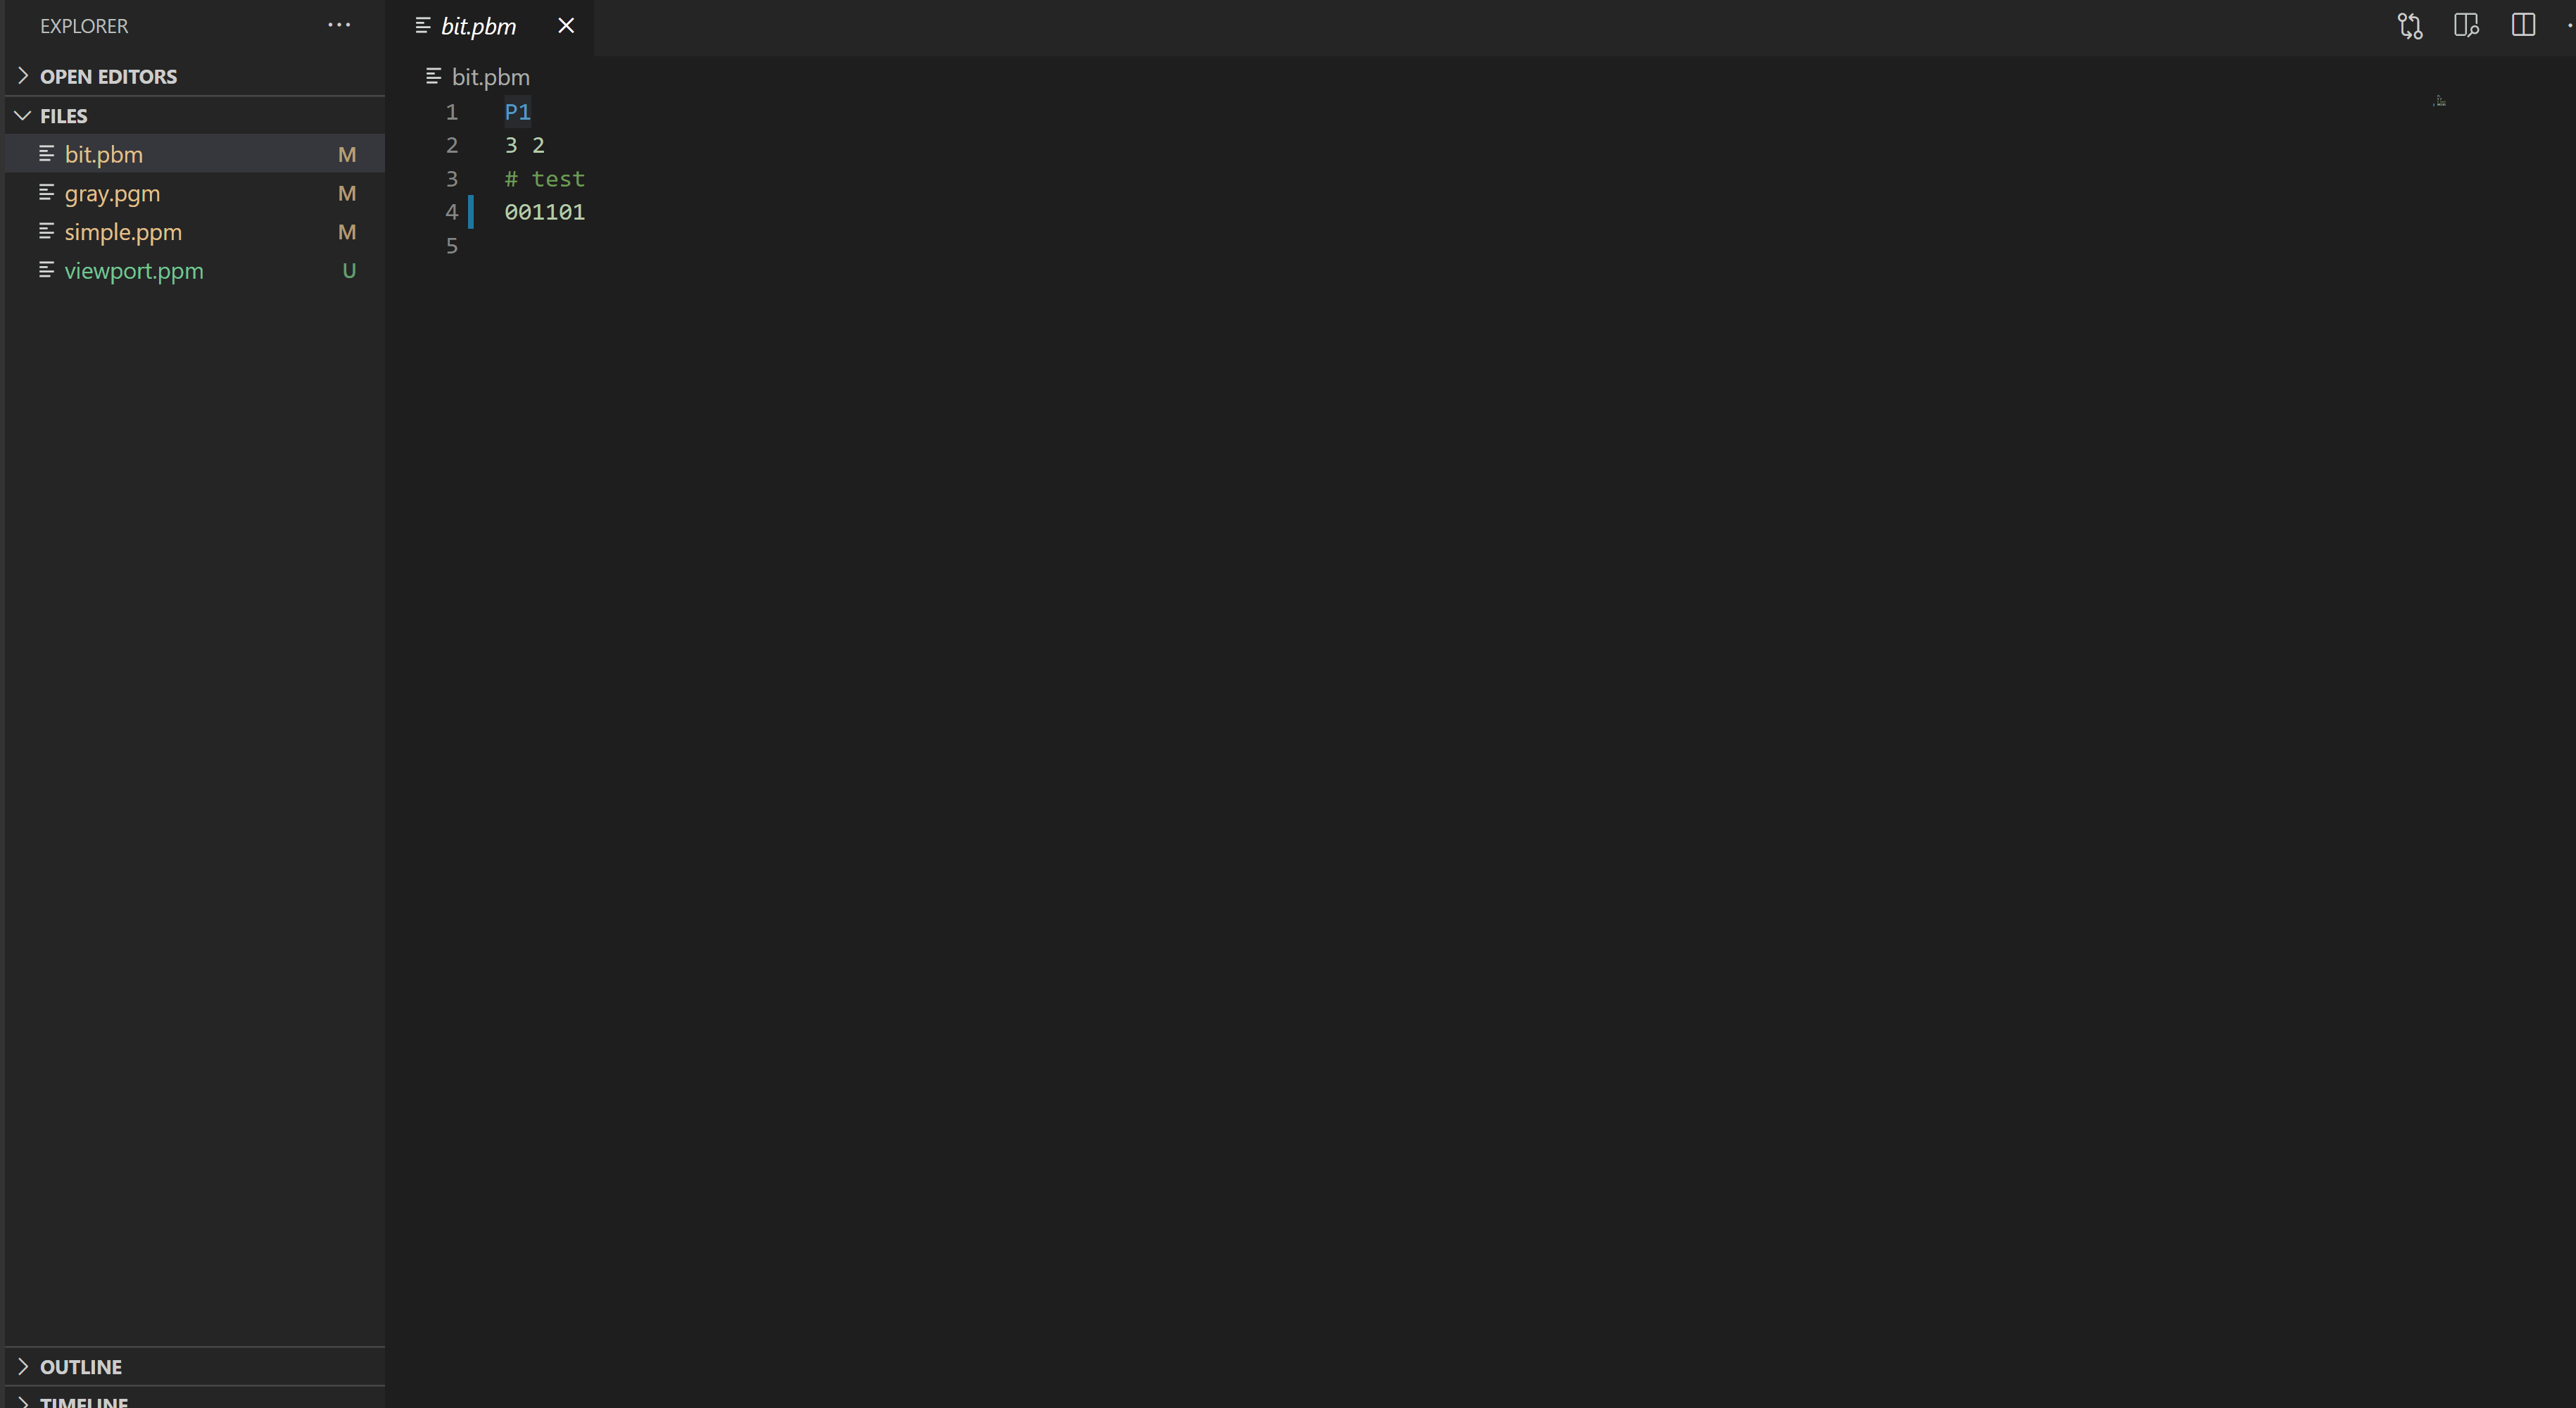 EXPLORER
OPEN EDITORS
FILES
bit.pbm M
gray.pgm M
simple.ppm M
viewport.ppm U
OUTLINE
TIMELINE
bit.pbm
bit.pbm
1 P1
2 3 2
3 # test
4 001101
5